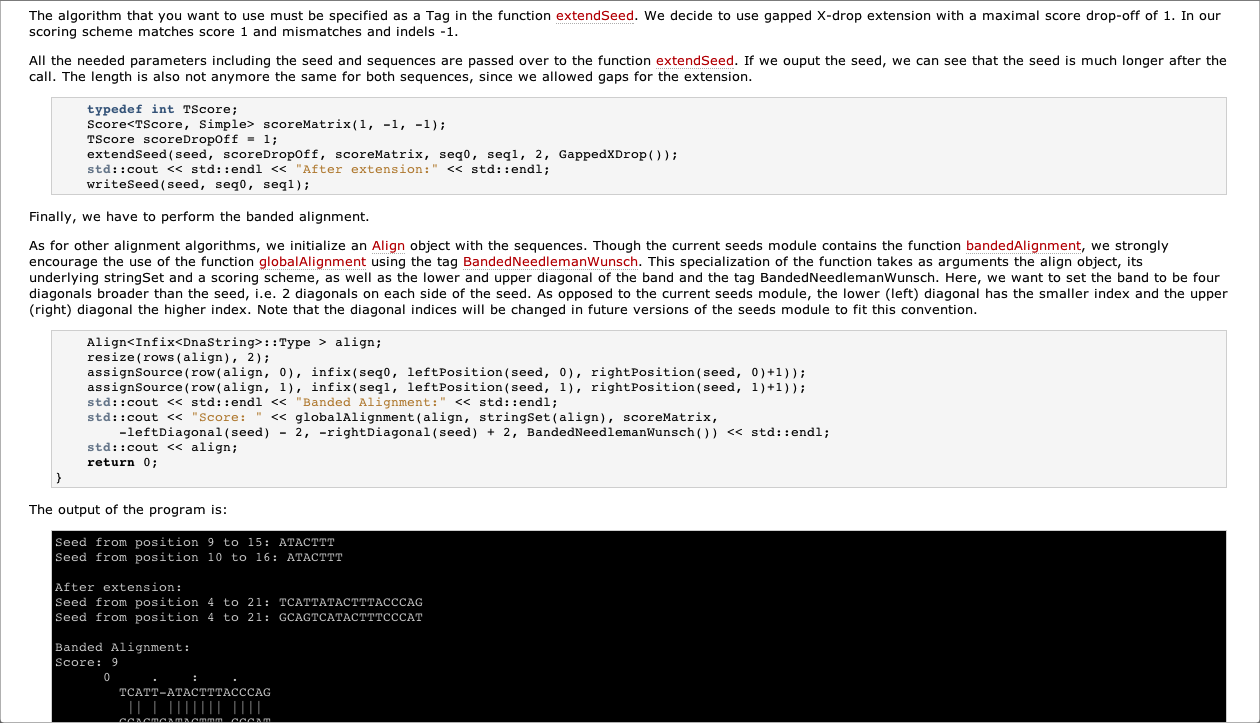 The algorithm that you want to use must be specified as a Tag in the function extendSeed. We decide to use gapped X-drop extension with a maximal score drop-off of 1. In our
scoring scheme matches score 1 and mismatches and indels -1.
All the needed parameters including the seed and sequences are passed over to the function extendSeed. If we ouput the seed, we can see that the seed is much longer after the
call. The length is also not anymore the same for both sequences, since we allowed gaps for the extension.
typedef int TScore;
Score<TScore, Simple> scoreMatrix(1, -1, -1);
TScore scoreDropOff = 1;
extendSeed(seed, scoreDropOff, scoreMatrix, seq0, seq1, 2, GappedXDrop());
std::cout << std::endl << "After extension:" << std::endl;
writeSeed(seed, seq0, seq1);
Finally, we have to perform the banded alignment.
As for other alignment algorithms, we initialize an Align object with the sequences. Though the current seeds module contains the function bandedAlignment, we strongly
encourage the use of the function globalAlignment using the tag BandedNeedlemanWunsch. This specialization of the function takes as arguments the align object, its
underlying stringSet and a scoring scheme, as well as the lower and upper diagonal of the band and the tag BandedNeedlemanWunsch. Here, we want to set the band to be four
diagonals broader than the seed, i.e. 2 diagonals on each side of the seed. As opposed to the current seeds module, the lower (left) diagonal has the smaller index and the upper
(right) diagonal the higher index. Note that the diagonal indices will be changed in future versions of the seeds module to fit this convention.
Align<Infix<DnaString>::Type > align;
resize(rows(align), 2);
assignSource(row(align, 0), infix(seq0, leftPosition(seed, 0), rightPosition(seed, 0)+1));
assignSource(row(align, 1), infix(seq1, leftPosition(seed, 1), rightPosition(seed, 1)+1));
std::cout << std::endl << "Banded Alignment:" << std::endl;
std::cout << "Score: " << globalAlignment(align, stringSet(align), scoreMatrix,
-leftDiagonal(seed) - 2, -rightDiagonal(seed) + 2, BandedNeedlemanWunsch()) << std::endl;
std::cout << align;
return 0;
}
The output of the program is:
Seed from position 9 to 15: ATACTTT
Seed from position 10 to 16: ATACTTT
After extension:
Seed from position 4 to 21: TCATTATACTTTACCCAG
Seed from position 4 to 21: GCAGTCATACTTTCCCAT
Banded Alignment:
Score: 9
0 . : .
TCATT-ATACTTTACCCAG
|| | ||||||| ||||
GCAGTCATACTTT-CCCAT